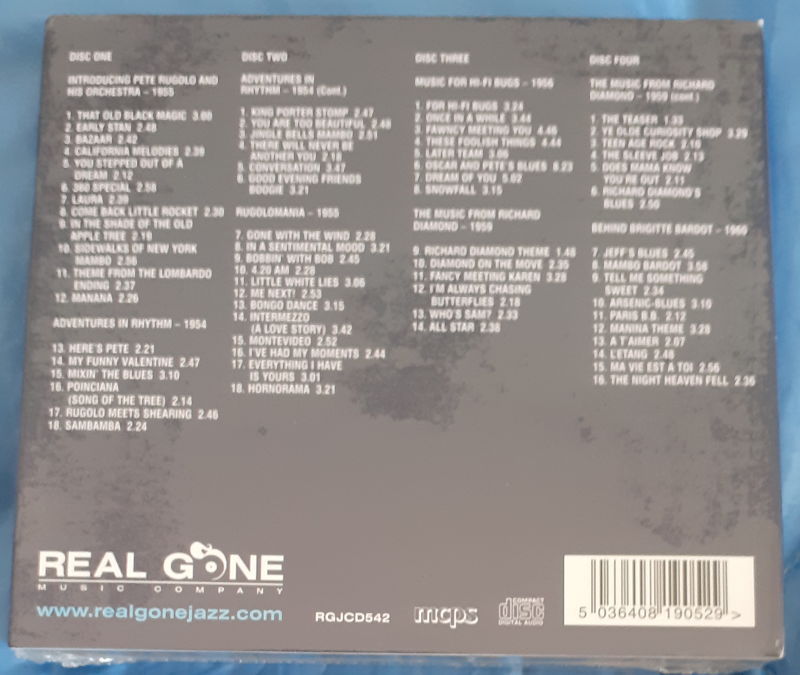 DISC ONE
INTRODUCING PETE RUGOLO AND
HIS ORCHESTRA – 1955
1. THAT OLD BLACK MAGIC 3.00
2. EARLY STAN 2.48
3. BAZAAR 2.42
4. CALIFORNIA MELODIES 2.39
5. YOU STEPPED OUT OF A
DREAM 2.12
6. 360 SPECIAL 2.58
7. LAURA 2.39
8. COME BACK LITTLE ROCKET 2.30
9. IN THE SHADE OF THE OLD
APPLE TREE 2.19
10. SIDEWALKS OF NEW YORK
MAMBO 2.56
11. THEME FROM THE LOMBARDO
ENDING 2.37
12. MANANA 2.26
ADVENTURES IN RHYTHM – 1954
13. HERE'S PETE 2.21
14. MY FUNNY VALENTINE 2.47
15. MIXIN' THE BLUES 3.10
16. POINCIANA
(SONG OF THE TREE) 2.14
17. RUGOLO MEETS SHEARING 2.46
18. SAMBAMBA 2.24
DISC TWO
ADVENTURES IN
RHYTHM – 1954 (Cont.)
1. KING PORTER STOMP 2.47
2. YOU ARE TOO BEAUTIFUL 2.48
3. JINGLE BELLS MAMBO 2.51
4. THERE WILL NEVER BE
ANOTHER YOU 2.18
5. CONVERSATION 3.47
6. GOOD EVENING FRIENDS
BOOGIE 3.21
RUGOLOMANIA – 1955
7. GONE WITH THE WIND 2.28
8. IN A SENTIMENTAL MOOD 3.21
9. BOBBIN' WITH BOB 2.45
10. 4.20 AM 2.28
11. LITTLE WHITE LIES 3.06
12. ME NEXT! 2.53
13. BONGO DANCE 3.15
14. INTERMEZZO
(A LOVE STORY) 3.42
15. MONTEVIDEO 2.52
16. I'VE HAD MY MOMENTS 2.44
17. EVERYTHING I HAVE
IS YOURS 3.01
18. HORNORAMA 3.21
DISC THREE
MUSIC FOR HI-FI BUGS – 1956
1. FOR HI-FI BUGS 3.24
2. ONCE IN A WHILE 3.44
3. FAWNCY MEETING YOU 4.46
4. THESE FOOLISH THINGS 4.44
5. LATER TEAM 3.06
6. OSCAR AND PETE'S BLUES 6.23
7. DREAM OF YOU 5.02
8. SNOWFALL 3.15
THE MUSIC FROM RICHARD
DIAMOND – 1959
9. RICHARD DIAMOND THEME 1.48
10. DIAMOND ON THE MOVE 2.35
11. FANCY MEETING KAREN 3.28
12. I'M ALWAYS CHASING
BUTTERFLIES 2.18
13. WHO'S SAM? 2.33
14. ALL STAR 2.38
DISC FOUR
THE MUSIC FROM RICHARD
DIAMOND – 1959 (cont.)
1. THE TEASER 1.33
2. YE OLDE CURIOSITY SHOP 3.29
3. TEEN AGE ROCK 2.10
4. THE SLEEVE JOB 2.13
5. DOES MAMA KNOW
YOU'RE OUT 2.11
6. RICHARD DIAMOND'S
BLUES 2.50
BEHIND BRIGITTE BARDOT – 1960
7. JEFF'S BLUES 2.45
8. MAMBO BARDOT 3.56
9. TELL ME SOMETHING
SWEET 2.34
10. ARSENIC-BLUES 3.19
11. PARIS B.B. 2.12
12. MANINA THEME 3.28
13. A T'AIMER 2.07
14. L'ETANG 2.48
15. MA VIE EST A TOI 2.56
16. THE NIGHT HEAVEN FELL 2.36
REAL GONE
MUSIC COMPANY
www.realgonejazz.com
RGJCD542
mcps
COMPACT
disc
DIGITAL AUDIO
5 036408 190529 >